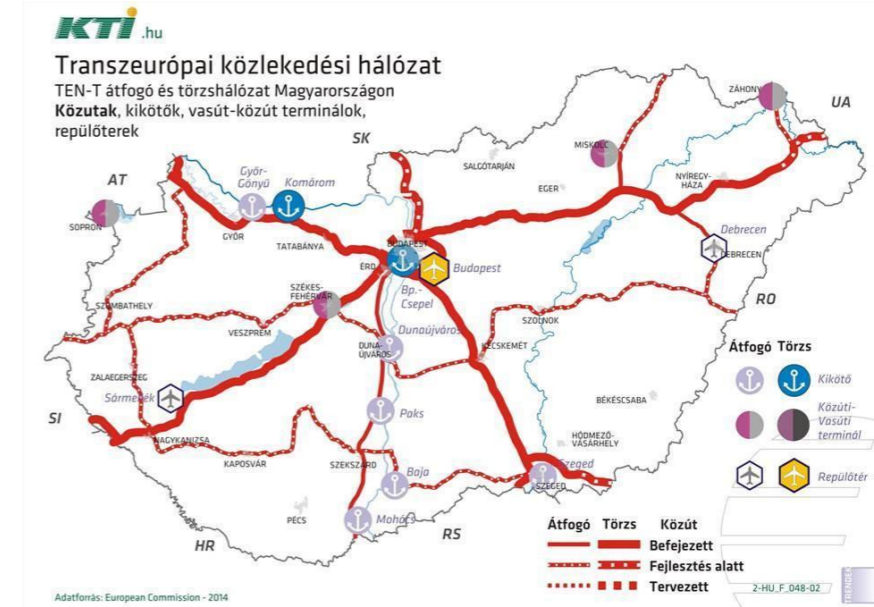 KTI .hu
Transzeurópai közlekedési hálózat
TEN-T átfogó és törzshálózat Magyarországon
Közutak, kikötők, vasút-közút terminálok,
repülőterek
SK
UA
AT
ZÁHONY
MISKOLC
SALGÓTARJÁN
Győr-
Gönyű
Komárom
NYÍREGY-
HÁZA
EGER
SOPRON
GYŐR
TATABÁNYA
BUDAPEST
Debrecen
DEBRECEN
ÉRD
Budapest
Bp.-
Csepel
SZÉKES-
FEHÉRVÁR
SZOMBATHELY
RO
VESZPRÉM
Dunaújváros
SZOLNOK
DUNA-
ÚJVÁROS
KECSKEMÉT
Átfogó Törzs
ZALAEGERSZEG
Kikötő
Sármellék
BÉKÉSCSABA
SI
Paks
Közúti-
Vasúti
terminál
NAGYKANIZSA
HÓDMEZŐ-
VÁSÁRHELY
KAPOSVÁR
SZEKSZÁRD
Baja
Szeged
SZEGED
Repülőtér
PÉCS
Mohács
RS
HR
Átfogó Törzs Közút
Befejezett
Fejlesztés alatt
Tervezett
2-HU_F_048-02
TRENDEK
Adatforrás: European Commission - 2014